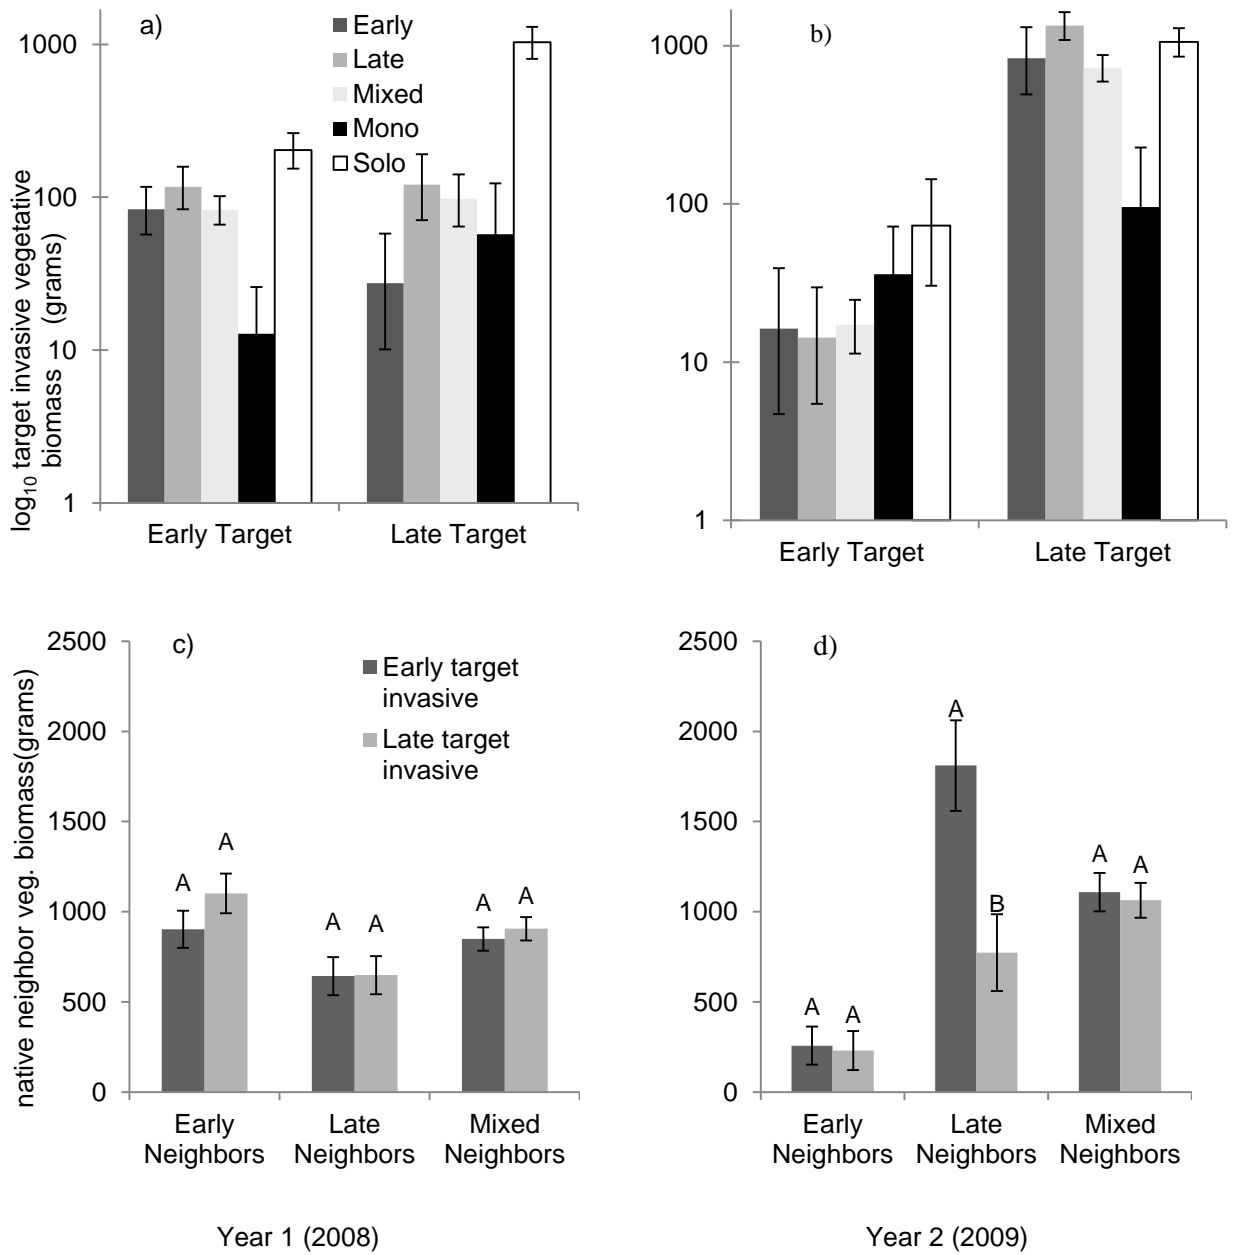 a)
Early
Late
Mixed
Mono
Solo
1000
100
10
1
log10 target invasive vegetative
biomass (grams)
Early Target
Late Target
b)
1000
100
10
1
Early Target
Late Target
c)
Early target
invasive
Late target
invasive
2500
2000
1500
1000
500
0
native neighbor veg. biomass(grams)
A
A
A
A
A
A
Early
Neighbors
Late
Neighbors
Mixed
Neighbors
Year 1 (2008)
d)
2500
2000
1500
1000
500
0
A
A
A
B
A
A
Early
Neighbors
Late
Neighbors
Mixed
Neighbors
Year 2 (2009)